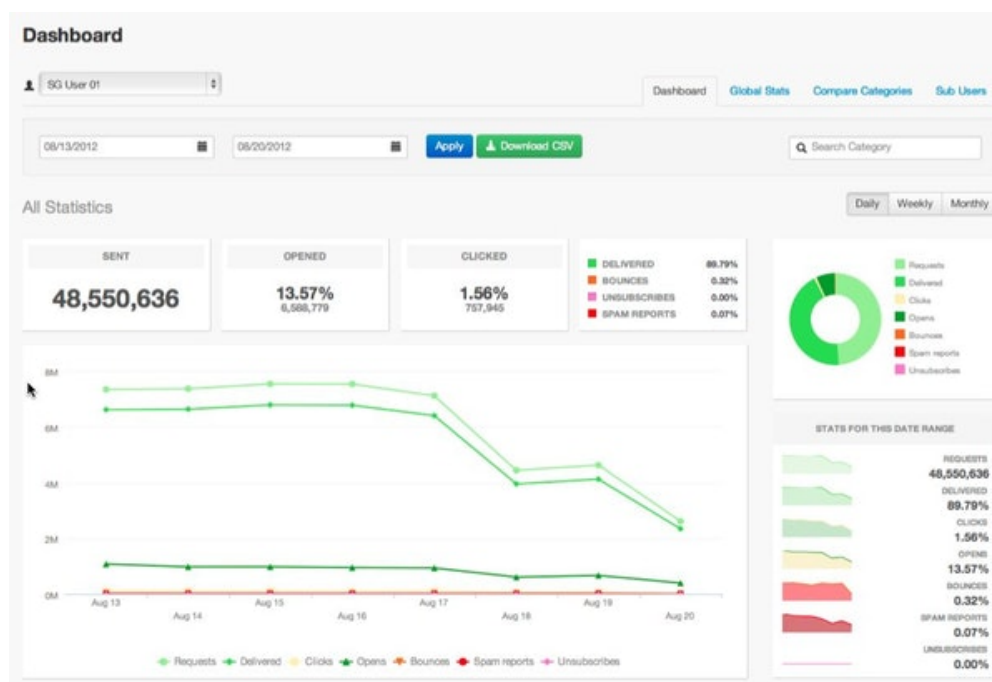 Dashboard
SG User 01
Dashboard Global Stats Compare Categories Sub Users
08/13/2012 08/20/2012 Apply Download CSV Search Category
All Statistics
Daily Weekly Monthly
SENT
48,550,636
OPENED
13.57%
6,588,779
CLICKED
1.56%
757,945
DELIVERED 89.79%
BOUNCES 0.32%
UNSUBSCRIBES 0.00%
SPAM REPORTS 0.07%
Requests
Delivered
Clicks
Opens
Bounces
Spam reports
Unsubscribes
8M
6M
4M
2M
0M
Aug 13 Aug 14 Aug 15 Aug 16 Aug 17 Aug 18 Aug 19 Aug 20
Requests Delivered Clicks Opens Bounces Spam reports Unsubscribes
STATS FOR THIS DATE RANGE
REQUESTS
48,550,636
DELIVERED
89.79%
CLICKS
1.56%
OPENS
13.57%
BOUNCES
0.32%
SPAM REPORTS
0.07%
UNSUBSCRIBES
0.00%